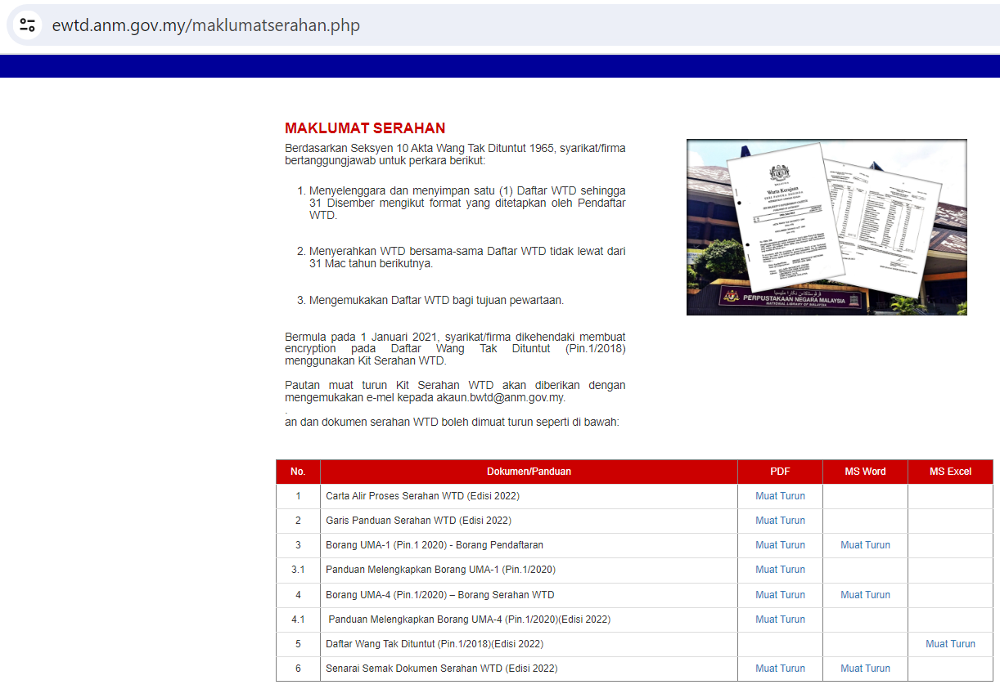 ewtd.anm.gov.my/maklumatserahan.php
MAKLUMAT SERAHAN
Berdasarkan Seksyen 10 Akta Wang Tak Dituntut 1965, syarikat/firma
bertanggungjawab untuk perkara berikut:
1. Menyelenggara dan menyimpan satu (1) Daftar WTD sehingga
31 Disember mengikut format yang ditetapkan oleh Pendaftar
WTD.
2. Menyerahkan WTD bersama-sama Daftar WTD tidak lewat dari
31 Mac tahun berikutnya.
3. Mengemukakan Daftar WTD bagi tujuan pewartaan.
Bermula pada 1 Januari 2021, syarikat/firma dikehendaki membuat
encryption pada Daftar Wang Tak Dituntut (Pin.1/2018)
menggunakan Kit Serahan WTD.
Pautan muat turun Kit Serahan WTD akan diberikan dengan
mengemukakan e-mel kepada akaun.bwtd@anm.gov.my.
.
an dan dokumen serahan WTD boleh dimuat turun seperti di bawah:
Warta Kerajaan
PERPUSTAKAAN NEGARA MALAYSIA
NATIONAL LIBRARY OF MALAYSIA
No. Dokumen/Panduan PDF MS Word MS Excel
1 Carta Alir Proses Serahan WTD (Edisi 2022) Muat Turun
2 Garis Panduan Serahan WTD (Edisi 2022) Muat Turun
3 Borang UMA-1 (Pin.1 2020) - Borang Pendaftaran Muat Turun Muat Turun
3.1 Panduan Melengkapkan Borang UMA-1 (Pin.1/2020) Muat Turun
4 Borang UMA-4 (Pin.1/2020) – Borang Serahan WTD Muat Turun Muat Turun
4.1 Panduan Melengkapkan Borang UMA-4 (Pin.1/2020)(Edisi 2022) Muat Turun
5 Daftar Wang Tak Dituntut (Pin.1/2018)(Edisi 2022) Muat Turun
6 Senarai Semak Dokumen Serahan WTD (Edisi 2022) Muat Turun Muat Turun